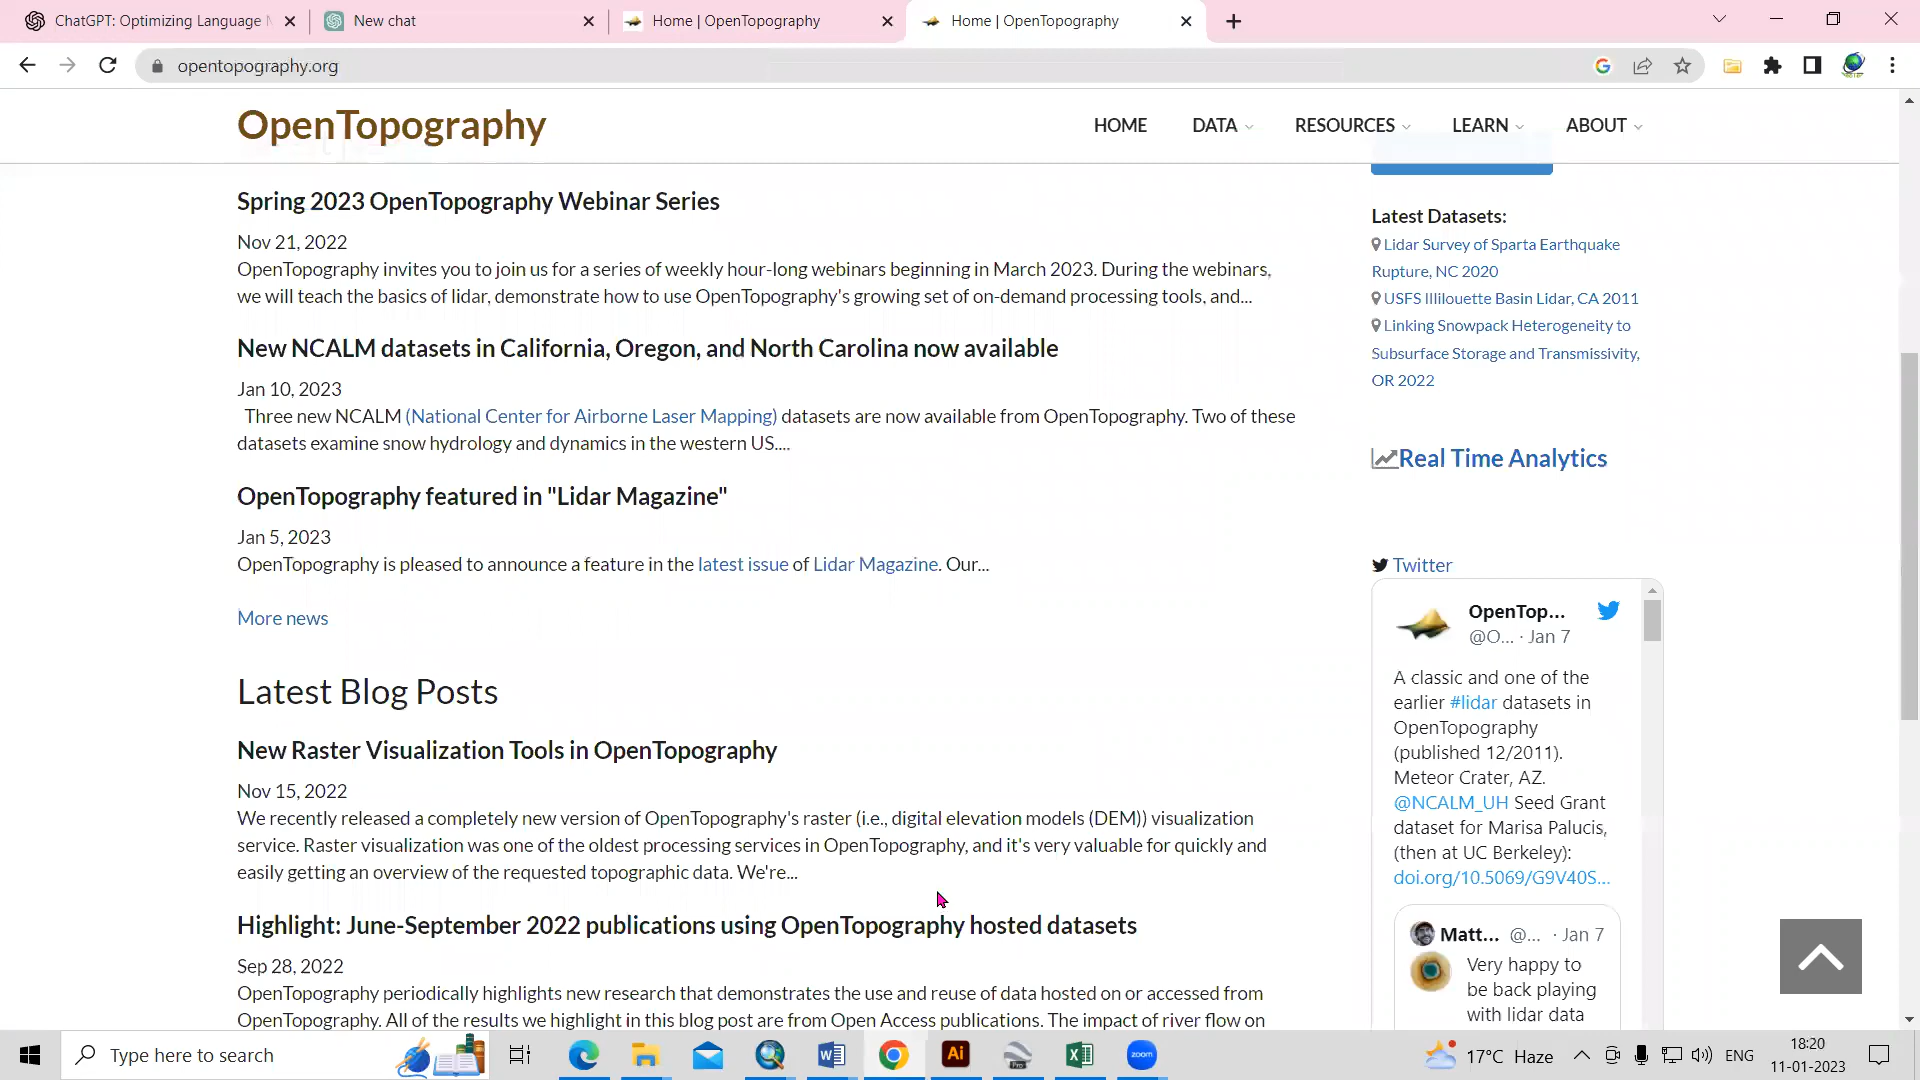 ChatGPT: Optimizing Language
New chat
Home | OpenTopography
Home | OpenTopography
opentopography.org
OpenTopography
HOME
DATA
RESOURCES
LEARN
ABOUT
Spring 2023 OpenTopography Webinar Series
Nov 21, 2022
OpenTopography invites you to join us for a series of weekly hour-long webinars beginning in March 2023. During the webinars,
we will teach the basics of lidar, demonstrate how to use OpenTopography's growing set of on-demand processing tools, and...
New NCALM datasets in California, Oregon, and North Carolina now available
Jan 10, 2023
Three new NCALM (National Center for Airborne Laser Mapping) datasets are now available from OpenTopography. Two of these
datasets examine snow hydrology and dynamics in the western US....
OpenTopography featured in "Lidar Magazine"
Jan 5, 2023
OpenTopography is pleased to announce a feature in the latest issue of Lidar Magazine. Our...
More news
Latest Blog Posts
New Raster Visualization Tools in OpenTopography
Nov 15, 2022
We recently released a completely new version of OpenTopography's raster (i.e., digital elevation models (DEM)) visualization
service. Raster visualization was one of the oldest processing services in OpenTopography, and it's very valuable for quickly and
easily getting an overview of the requested topographic data. We're...
Highlight: June-September 2022 publications using OpenTopography hosted datasets
Sep 28, 2022
OpenTopography periodically highlights new research that demonstrates the use and reuse of data hosted on or accessed from
OpenTopography. All of the results we highlight in this blog post are from Open Access publications. The impact of river flow on
Latest Datasets:
Lidar Survey of Sparta Earthquake
Rupture, NC 2020
USFS Illilouette Basin Lidar, CA 2011
Linking Snowpack Heterogeneity to
Subsurface Storage and Transmissivity,
OR 2022
Real Time Analytics
Twitter
OpenTop...
@O... · Jan 7
A classic and one of the
earlier #lidar datasets in
OpenTopography
(published 12/2011).
Meteor Crater, AZ.
@NCALM_UH Seed Grant
dataset for Marisa Palucis,
(then at UC Berkeley):
doi.org/10.5069/G9V40S...
Matt... @... · Jan 7
Very happy to
be back playing
with lidar data
Type here to search
W
Ai
Pro
X
zoom
17°C Haze
ENG
18:20
11-01-2023